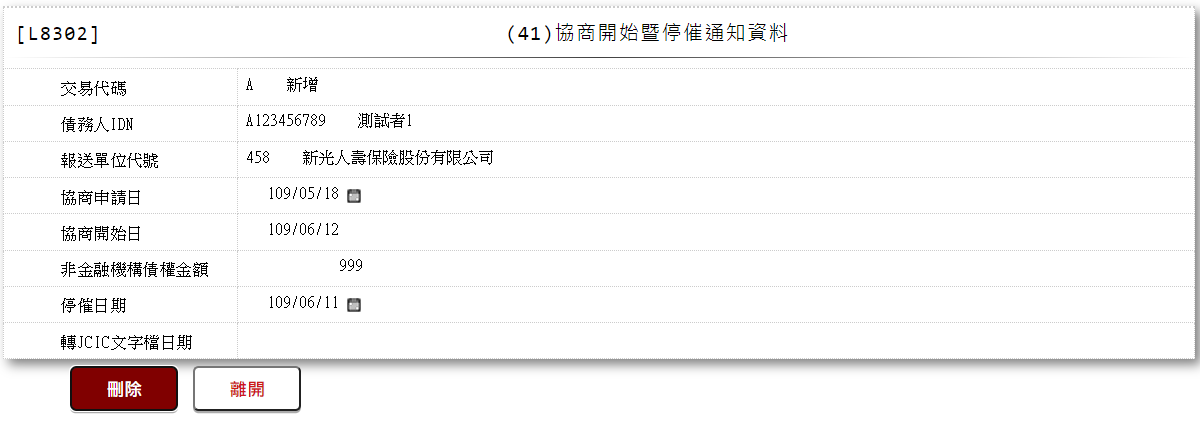 [L8302] (41)協商開始暨停催通知資料
交易代碼 A 新增
債務人IDN A123456789 測試者1
報送單位代號 458 新光人壽保險股份有限公司
協商申請日 109/05/18
協商開始日 109/06/12
非金融機構債權金額 999
停催日期 109/06/11
轉JCIC文字檔日期
刪除 離開